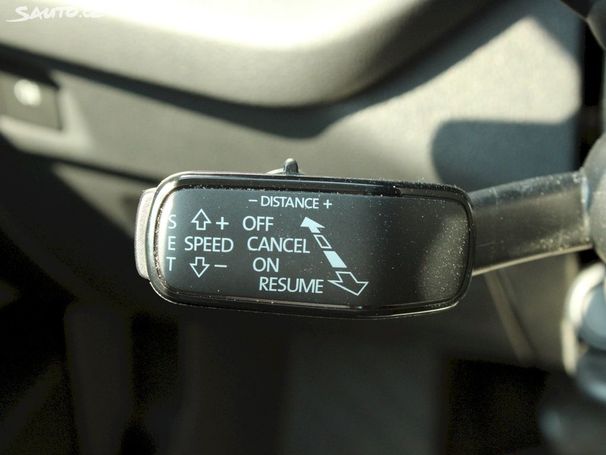 Sauto.cz
- DISTANCE +
S + OFF
E SPEED CANCEL
T - ON
RESUME